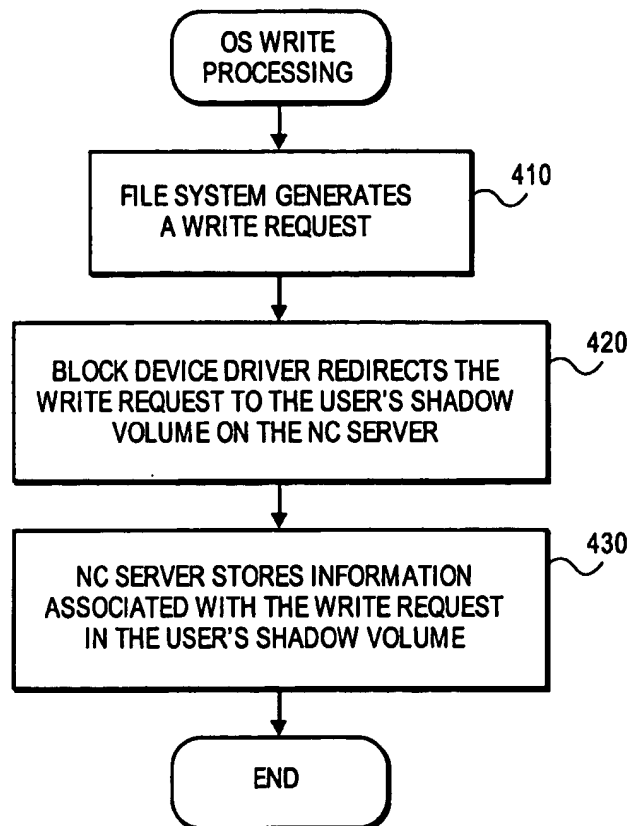 OS WRITE
PROCESSING
FILE SYSTEM GENERATES
A WRITE REQUEST
410
BLOCK DEVICE DRIVER REDIRECTS THE
WRITE REQUEST TO THE USER'S SHADOW
VOLUME ON THE NC SERVER
420
NC SERVER STORES INFORMATION
ASSOCIATED WITH THE WRITE REQUEST
IN THE USER'S SHADOW VOLUME
430
END